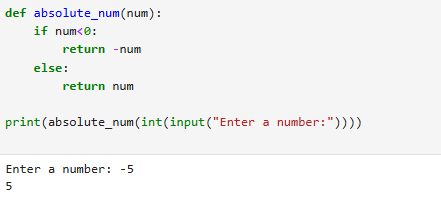 def absolute_num(num):
    if num<0:
        return -num
    else:
        return num
print(absolute_num(int(input("Enter a number:"))))
Enter a number: -5
5